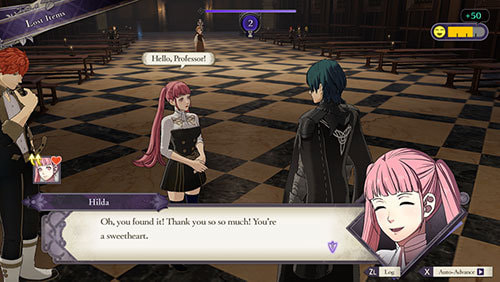 Lost Items
2
+50
Hello, Professor!
Hilda
Oh, you found it! Thank you so so much! You're
a sweetheart.
ZL Log
X Auto-Advance